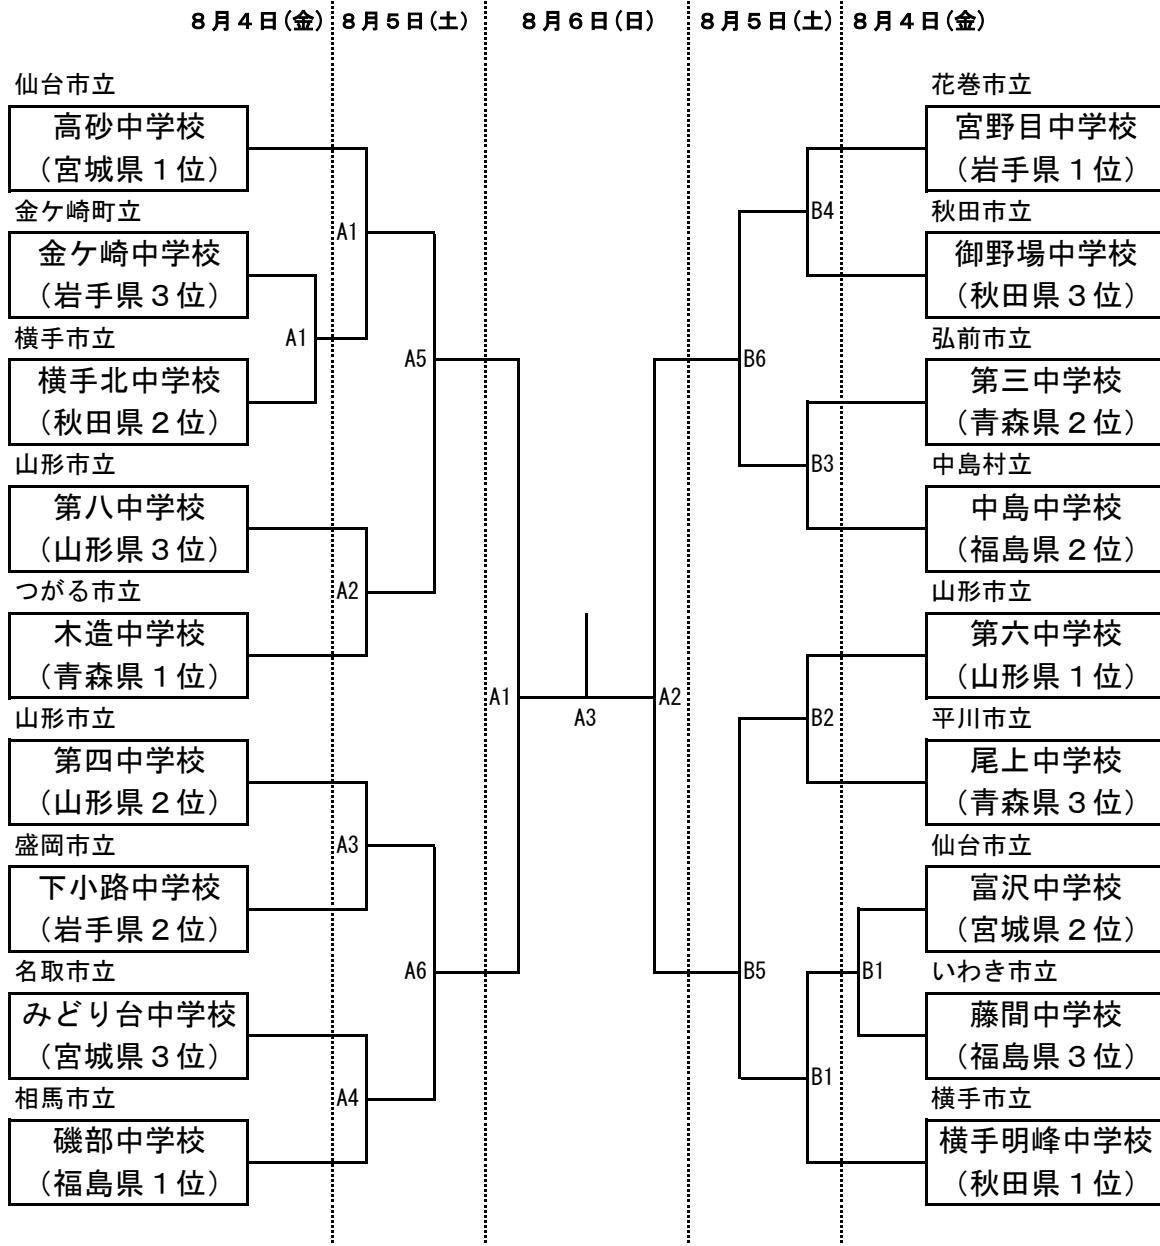 ８月４日(金)
８月５日(土)
８月６日(日)
８月５日(土)
８月４日(金)
仙台市立
高砂中学校
（宮城県１位）
金ケ崎町立
金ケ崎中学校
（岩手県３位）
横手市立
横手北中学校
（秋田県２位）
山形市立
第八中学校
（山形県３位）
つがる市立
木造中学校
（青森県１位）
山形市立
第四中学校
（山形県２位）
盛岡市立
下小路中学校
（岩手県２位）
名取市立
みどり台中学校
（宮城県３位）
相馬市立
磯部中学校
（福島県１位）
A1
A1
A2
A3
A4
A5
A6
A1
A3
A2
B6
B5
B4
B3
B2
B1
B1
花巻市立
宮野目中学校
（岩手県１位）
秋田市立
御野場中学校
（秋田県３位）
弘前市立
第三中学校
（青森県２位）
中島村立
中島中学校
（福島県２位）
山形市立
第六中学校
（山形県１位）
平川市立
尾上中学校
（青森県３位）
仙台市立
富沢中学校
（宮城県２位）
いわき市立
藤間中学校
（福島県３位）
横手市立
横手明峰中学校
（秋田県１位）